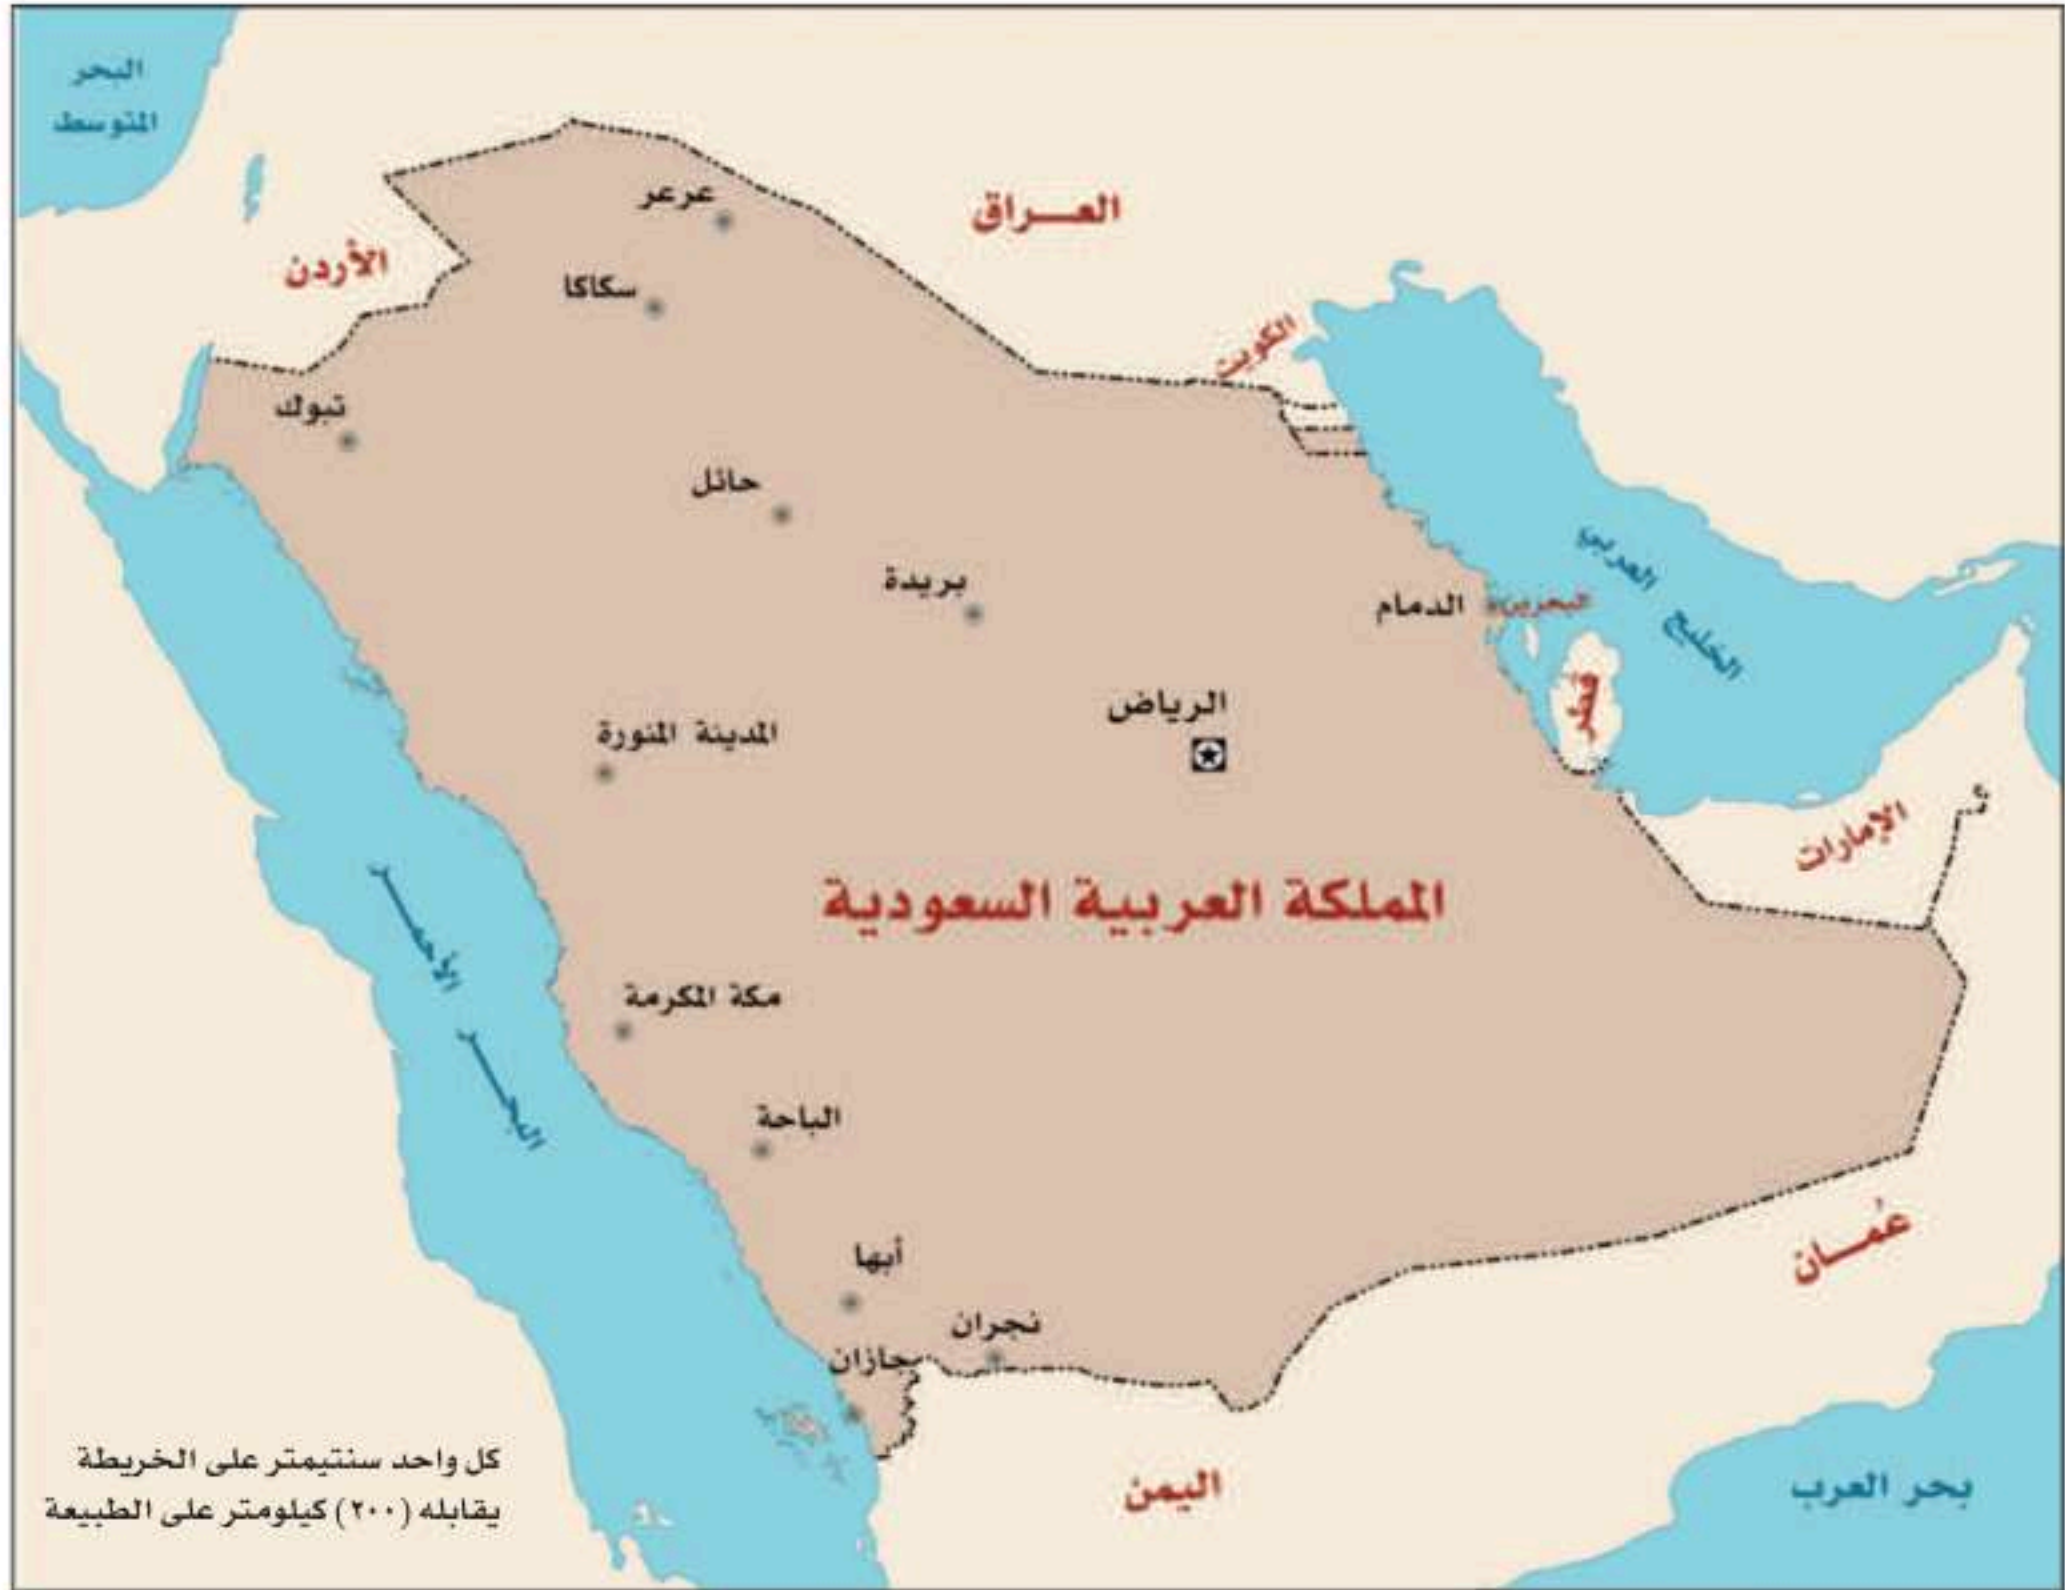 البحر
المتوسط
عرعر
العـــراق
الأردن
سكاكا
الكويت
تبوك
حائل
الخليج العربي
بريدة
الدمام
البحرين
قطر
الرياض
المدينة المنورة
الإمارات
المملكة العربية السعودية
البحـــر الأحمـــر
مكة المكرمة
الباحة
أبها
عُمــان
نجران
جازان
كل واحد سنتيمتر على الخريطة
يقابله (٢٠٠) كيلومتر على الطبيعة
اليمن
بحر العرب